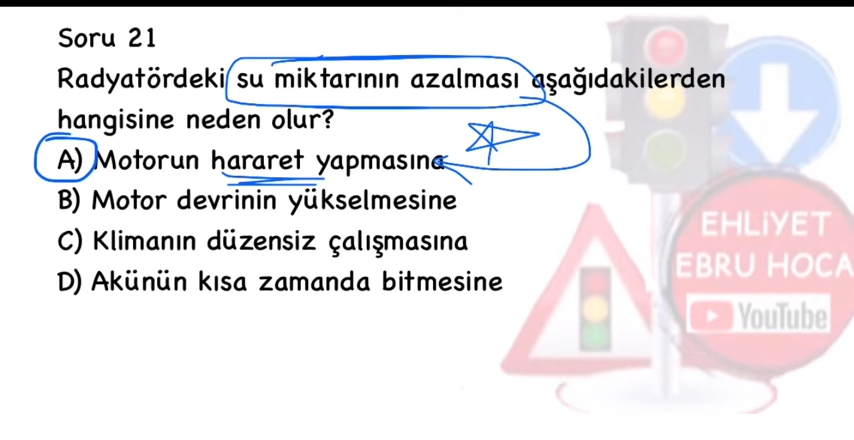 Soru 21
Radyatördeki su miktarının azalması aşağıdakilerden
hangisine neden olur?
A) Motorun hararet yapmasına
B) Motor devrinin yükselmesine
C) Klimanın düzensiz çalışmasına
D) Akünün kısa zamanda bitmesine
EHLİYET
EBRU HOCA
YouTube